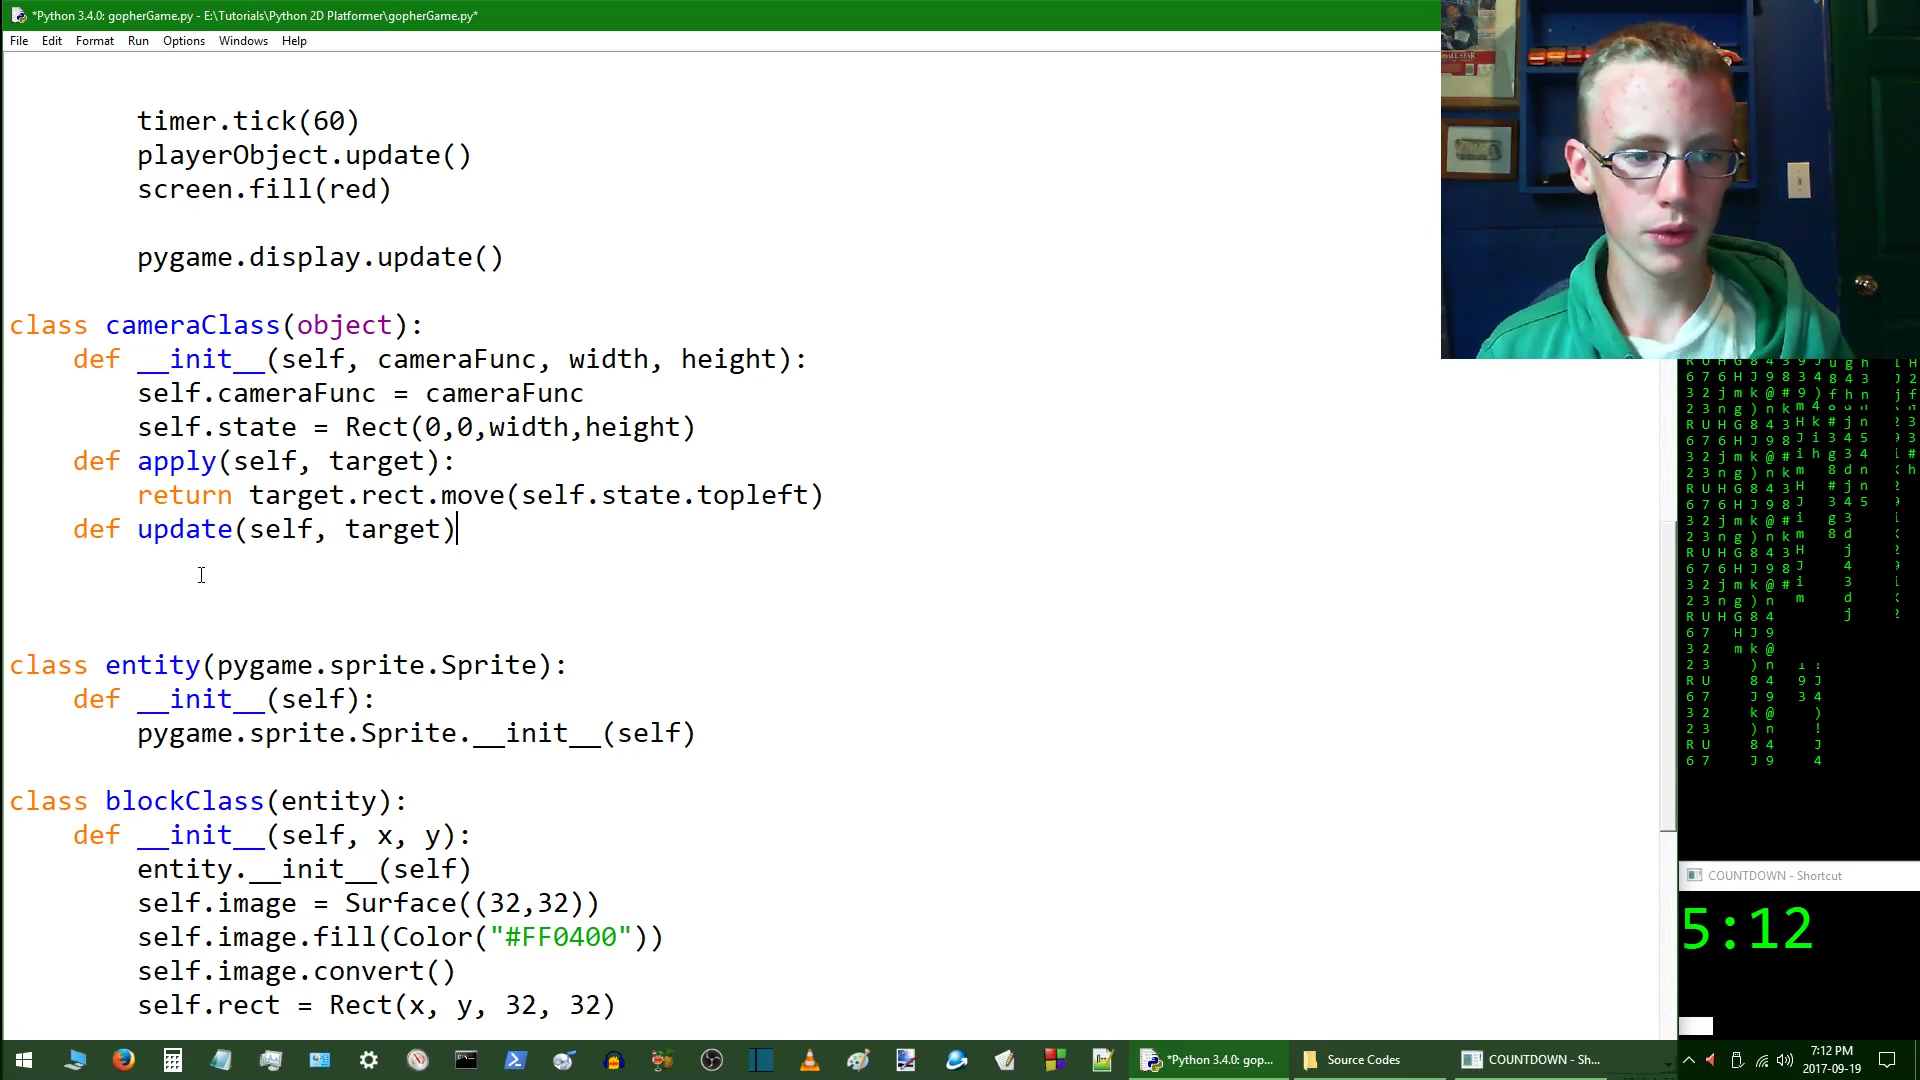 *Python 3.4.0: gopherGame.py - E:\Tutorials\Python 2D Platformer\gopherGame.py*
File Edit Format Run Options Windows Help
timer.tick(60)
playerObject.update()
screen.fill(red)
pygame.display.update()
class cameraClass(object):
def __init__(self, cameraFunc, width, height):
self.cameraFunc = cameraFunc
self.state = Rect(0,0,width,height)
def apply(self, target):
return target.rect.move(self.state.topleft)
def update(self, target)
class entity(pygame.sprite.Sprite):
def __init__(self):
pygame.sprite.Sprite.__init__(self)
class blockClass(entity):
def __init__(self, x, y):
entity.__init__(self)
self.image = Surface((32,32))
self.image.fill(Color("#FF0400"))
self.image.convert()
self.rect = Rect(x, y, 32, 32)
COUNTDOWN - Shortcut
5:12
*Python 3.4.0: gop...
Source Codes
COUNTDOWN - Sh...
7:12 PM
2017-09-19